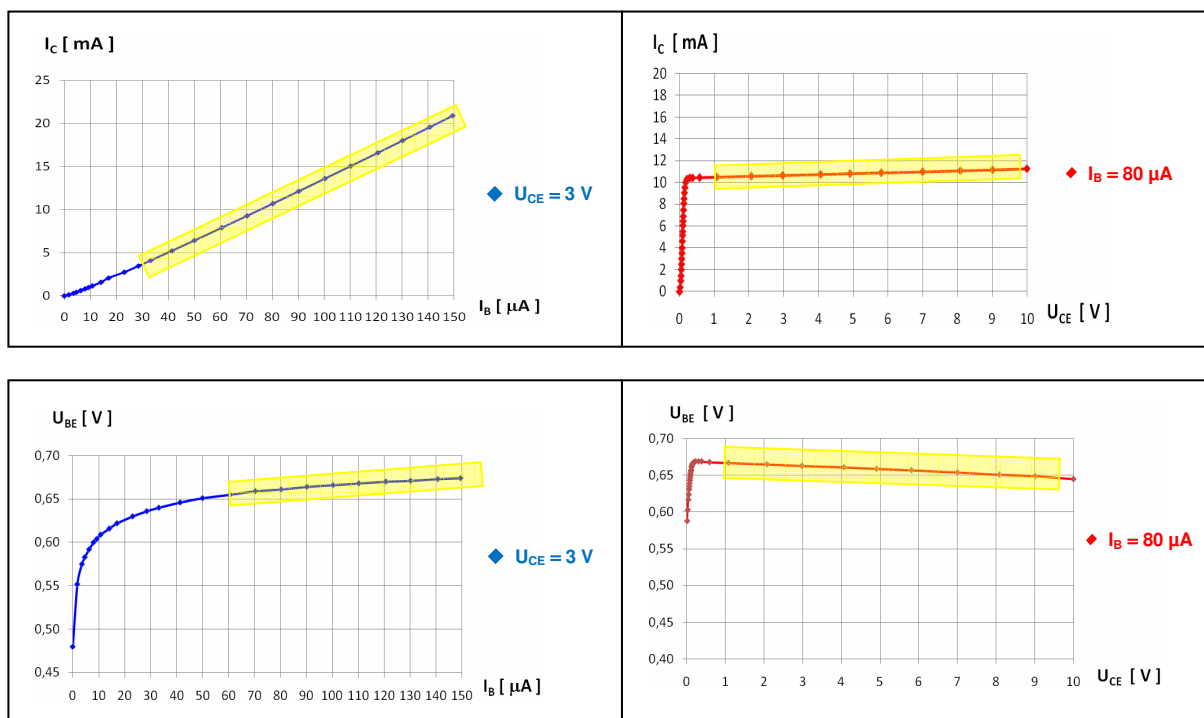 I_C [ mA ]
25
20
15
10
5
0
0 10 20 30 40 50 60 70 80 90 100 110 120 130 140 150
I_B [ μA ]
U_CE = 3 V
I_C [ mA ]
20
18
16
14
12
10
8
6
4
2
0
0 1 2 3 4 5 6 7 8 9 10
U_CE [ V ]
I_B = 80 μA
U_BE [ V ]
0,70
0,65
0,60
0,55
0,50
0,45
0 10 20 30 40 50 60 70 80 90 100 110 120 130 140 150
I_B [ μA ]
U_CE = 3 V
U_BE [ V ]
0,70
0,65
0,60
0,55
0,50
0,45
0,40
0 1 2 3 4 5 6 7 8 9 10
U_CE [ V ]
I_B = 80 μA